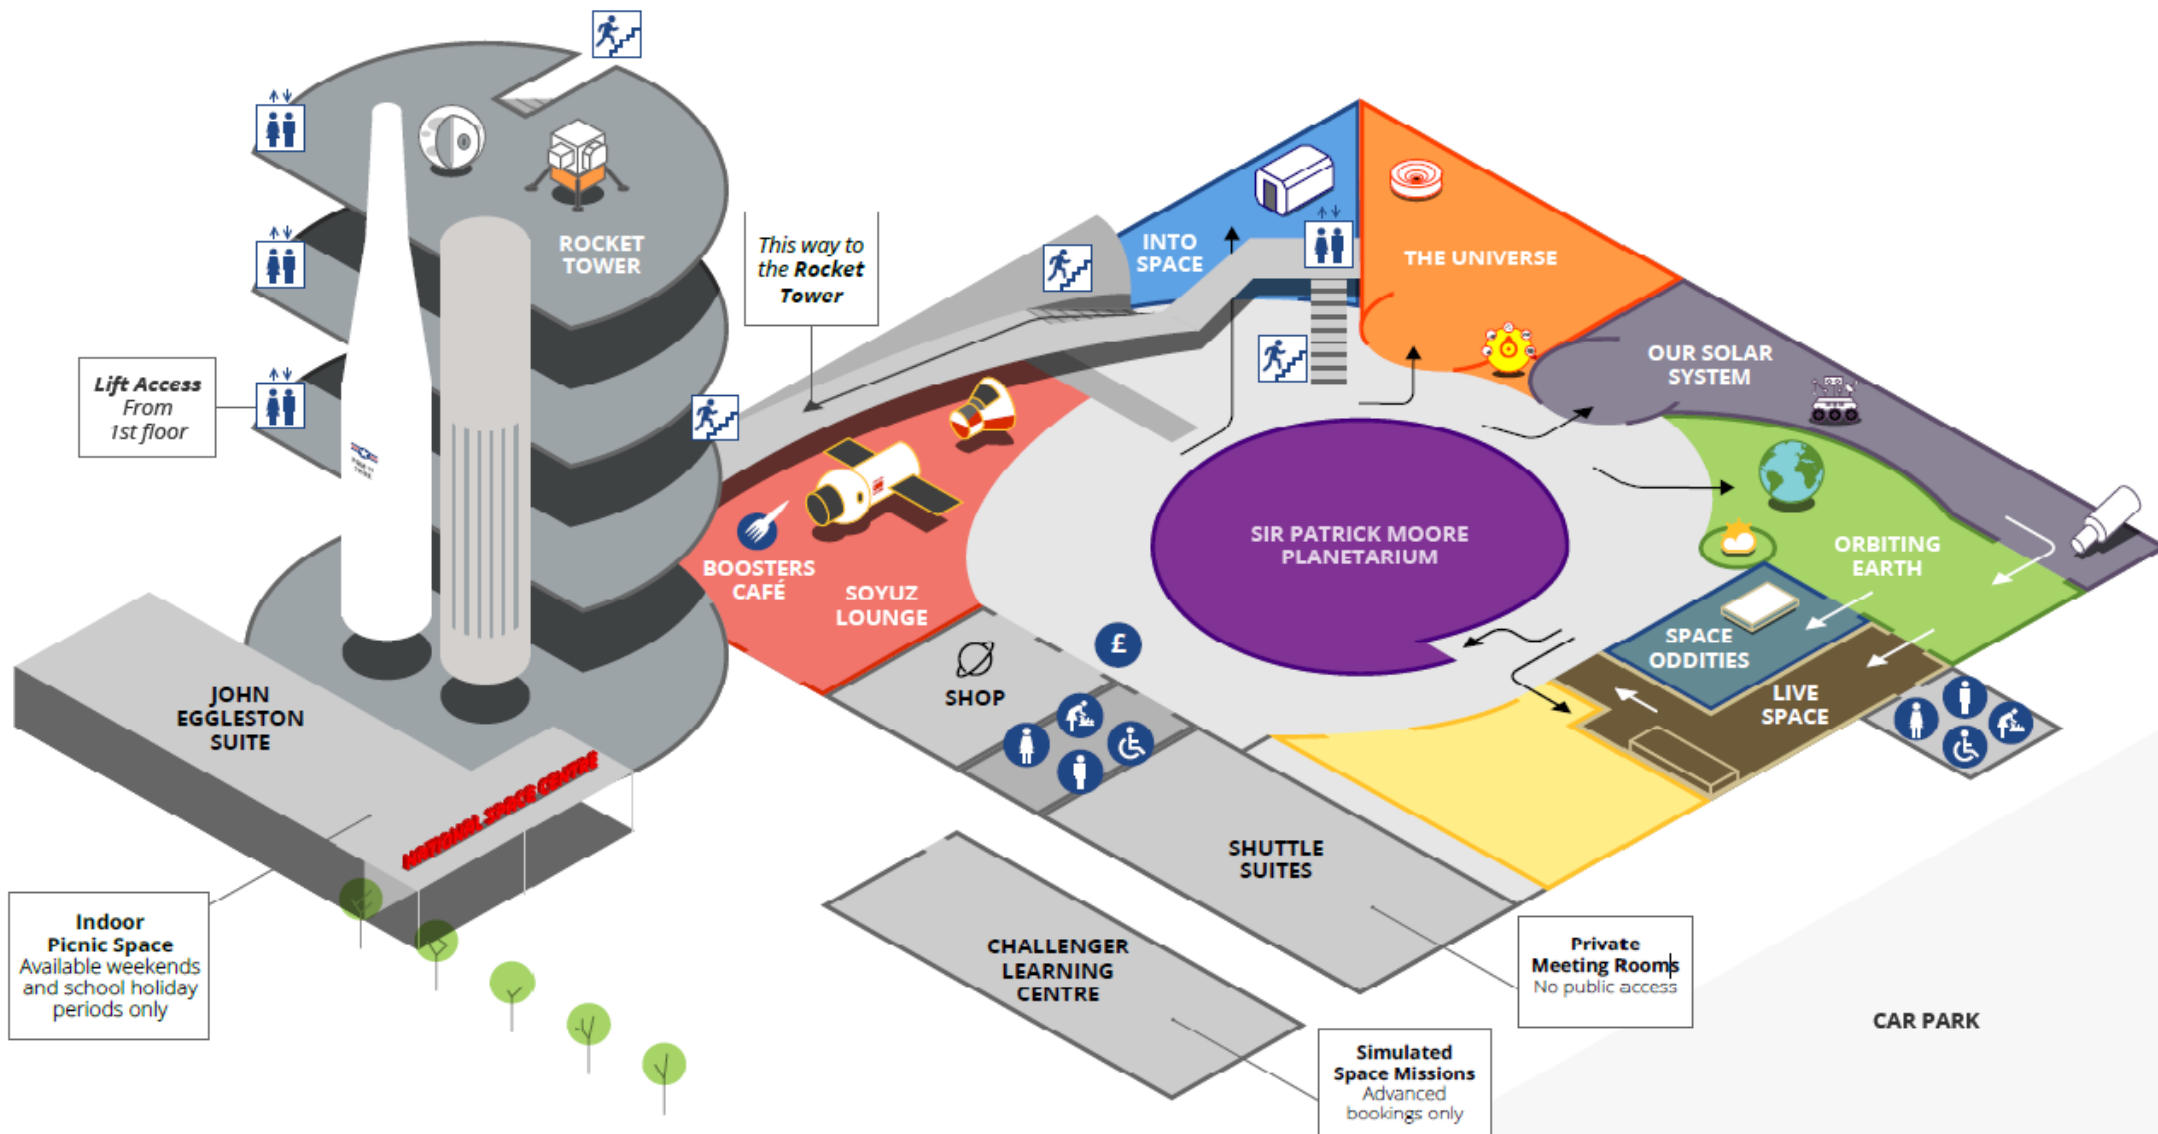 ROCKET
TOWER
This way to
the Rocket
Tower
Lift Access
From
1st floor
INTO
SPACE
THE UNIVERSE
OUR SOLAR
SYSTEM
SIR PATRICK MOORE
PLANETARIUM
ORBITING
EARTH
SPACE
ODDITIES
LIVE
SPACE
BOOSTERS
CAFÉ
SOYUZ
LOUNGE
£
SHOP
JOHN
EGGLESTON
SUITE
NATIONAL SPACE CENTRE
Indoor
Picnic Space
Available weekends
and school holiday
periods only
SHUTTLE
SUITES
CHALLENGER
LEARNING
CENTRE
Private
Meeting Rooms
No public access
Simulated
Space Missions
Advanced
bookings only
CAR PARK